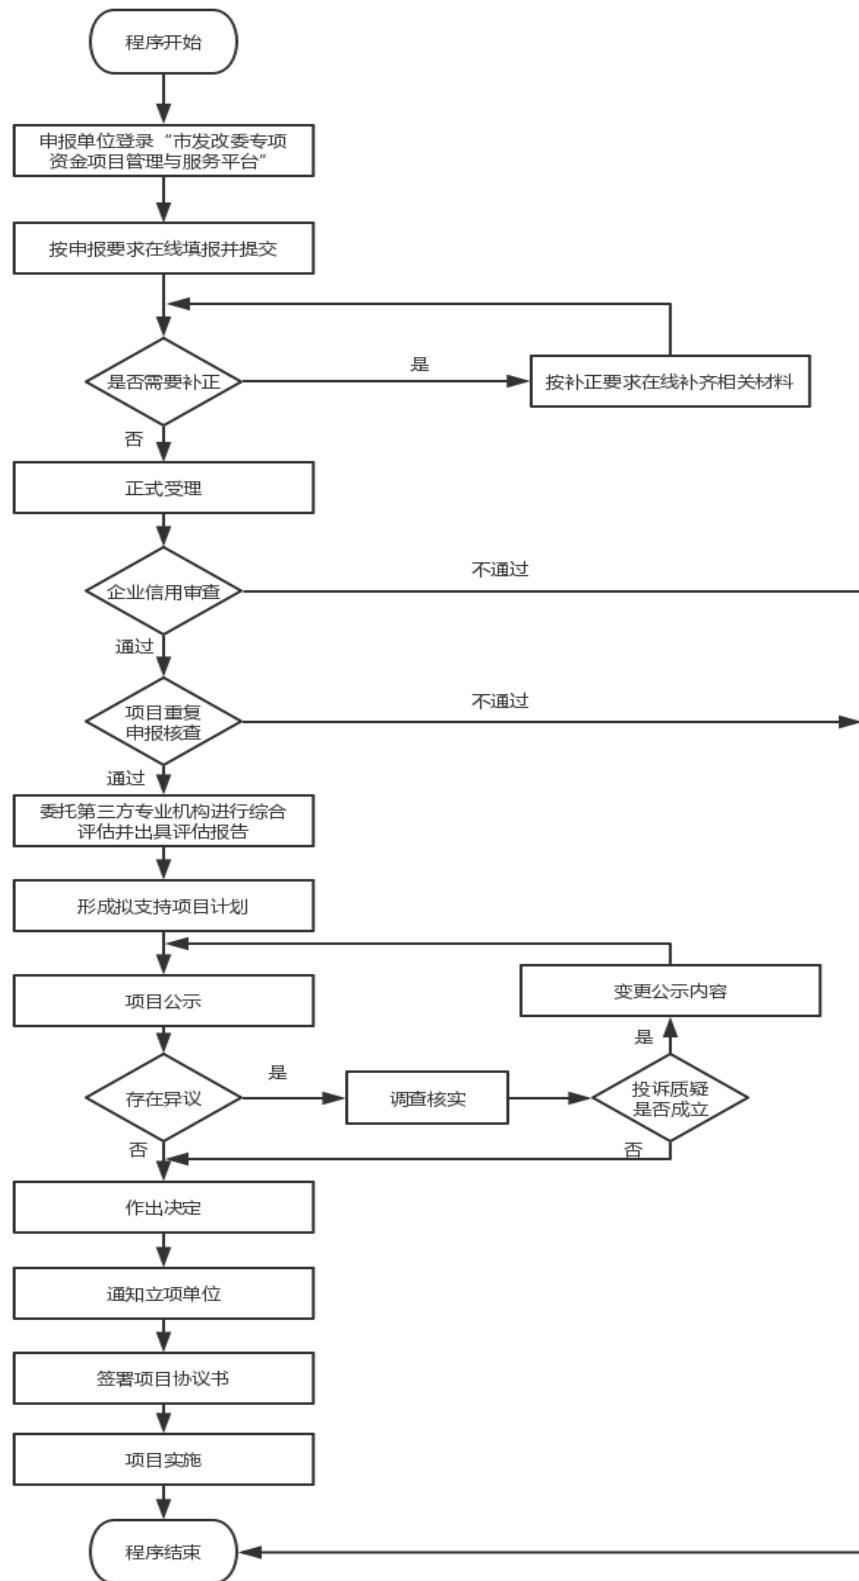 程序开始
申报单位登录“市发改委专项
资金项目管理与服务平台”
按申报要求在线填报并提交
是否需要补正
是
按补正要求在线补齐相关材料
否
正式受理
企业信用审查
不通过
通过
项目重复
申报核查
不通过
通过
委托第三方专业机构进行综合
评估并出具评估报告
形成拟支持项目计划
项目公示
变更公示内容
是
存在异议
是
调查核实
投诉质疑
是否成立
否
否
作出决定
通知立项单位
签署项目协议书
项目实施
程序结束